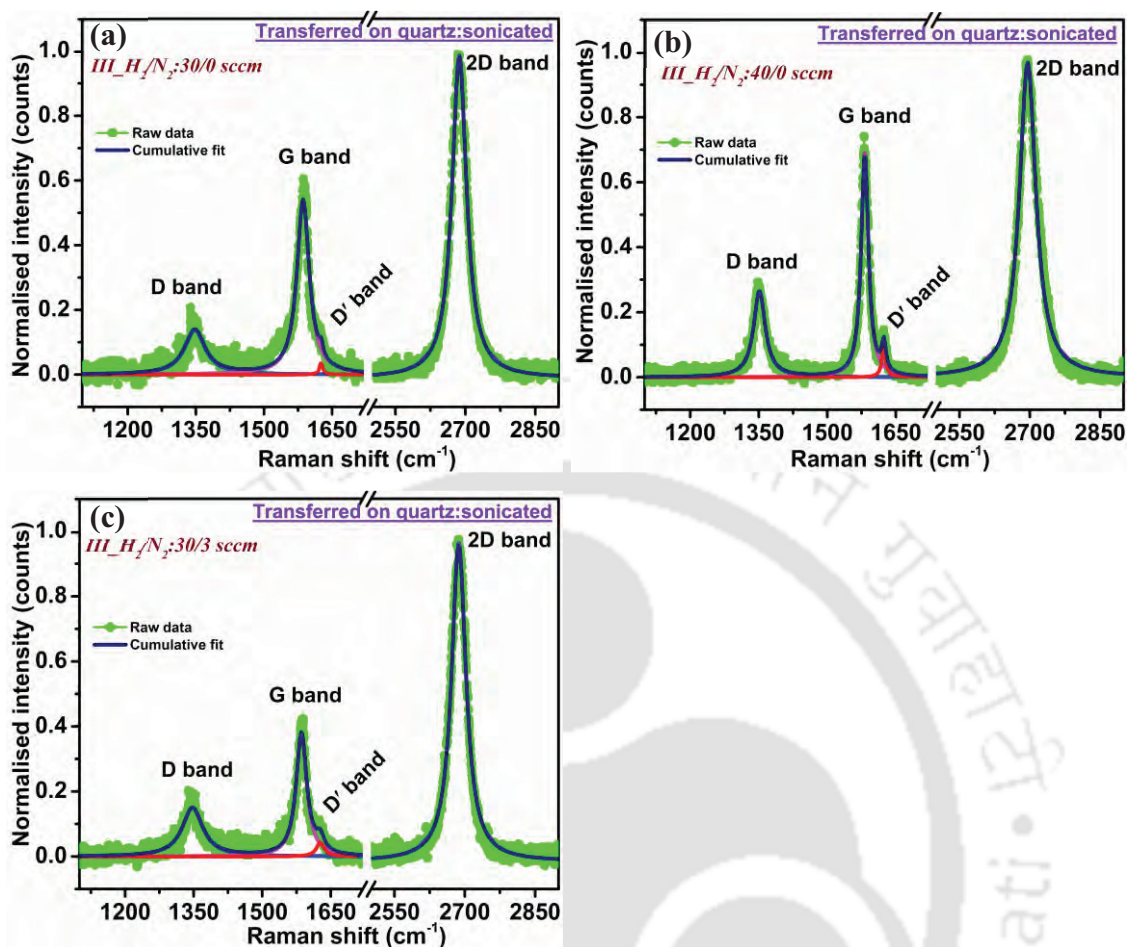 (a)
Transferred on quartz:sonicated
III_H₂/N₂:30/0 sccm
2D band
Raw data
Cumulative fit
G band
D band
D′ band
Normalised intensity (counts)
1.0
0.8
0.6
0.4
0.2
0.0
1200 1350 1500 1650 2550 2700 2850
Raman shift (cm⁻¹)
(b)
Transferred on quartz:sonicated
III_H₂/N₂:40/0 sccm
2D band
Raw data
Cumulative fit
G band
D band
D′ band
Normalised intensity (counts)
1.0
0.8
0.6
0.4
0.2
0.0
1200 1350 1500 1650 2550 2700 2850
Raman shift (cm⁻¹)
(c)
Transferred on quartz:sonicated
III_H₂/N₂:30/3 sccm
2D band
Raw data
Cumulative fit
G band
D band
D′ band
Normalised intensity (counts)
1.0
0.8
0.6
0.4
0.2
0.0
1200 1350 1500 1650 2550 2700 2850
Raman shift (cm⁻¹)
गुवाहाटी
ati